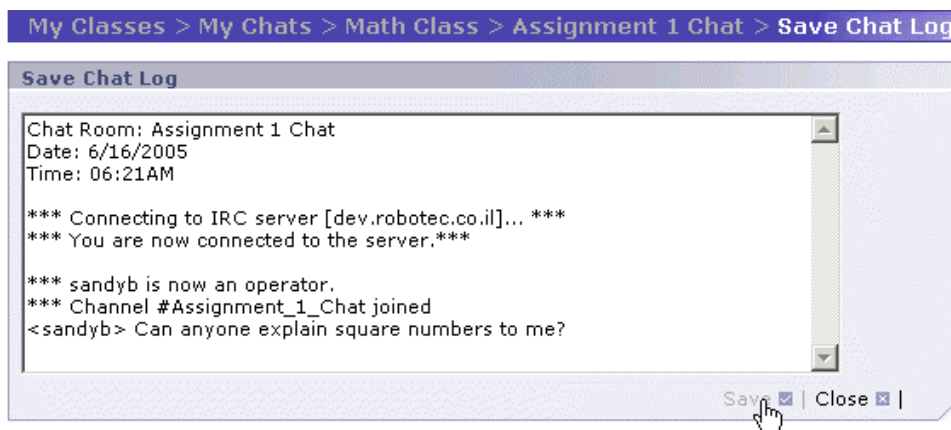 My Classes > My Chats > Math Class > Assignment 1 Chat > Save Chat Log
Save Chat Log
Chat Room: Assignment 1 Chat
Date: 6/16/2005
Time: 06:21AM
*** Connecting to IRC server [dev.robotec.co.il]... ***
*** You are now connected to the server.***
*** sandyb is now an operator.
*** Channel #Assignment_1_Chat joined
<sandyb> Can anyone explain square numbers to me?
Save | Close |